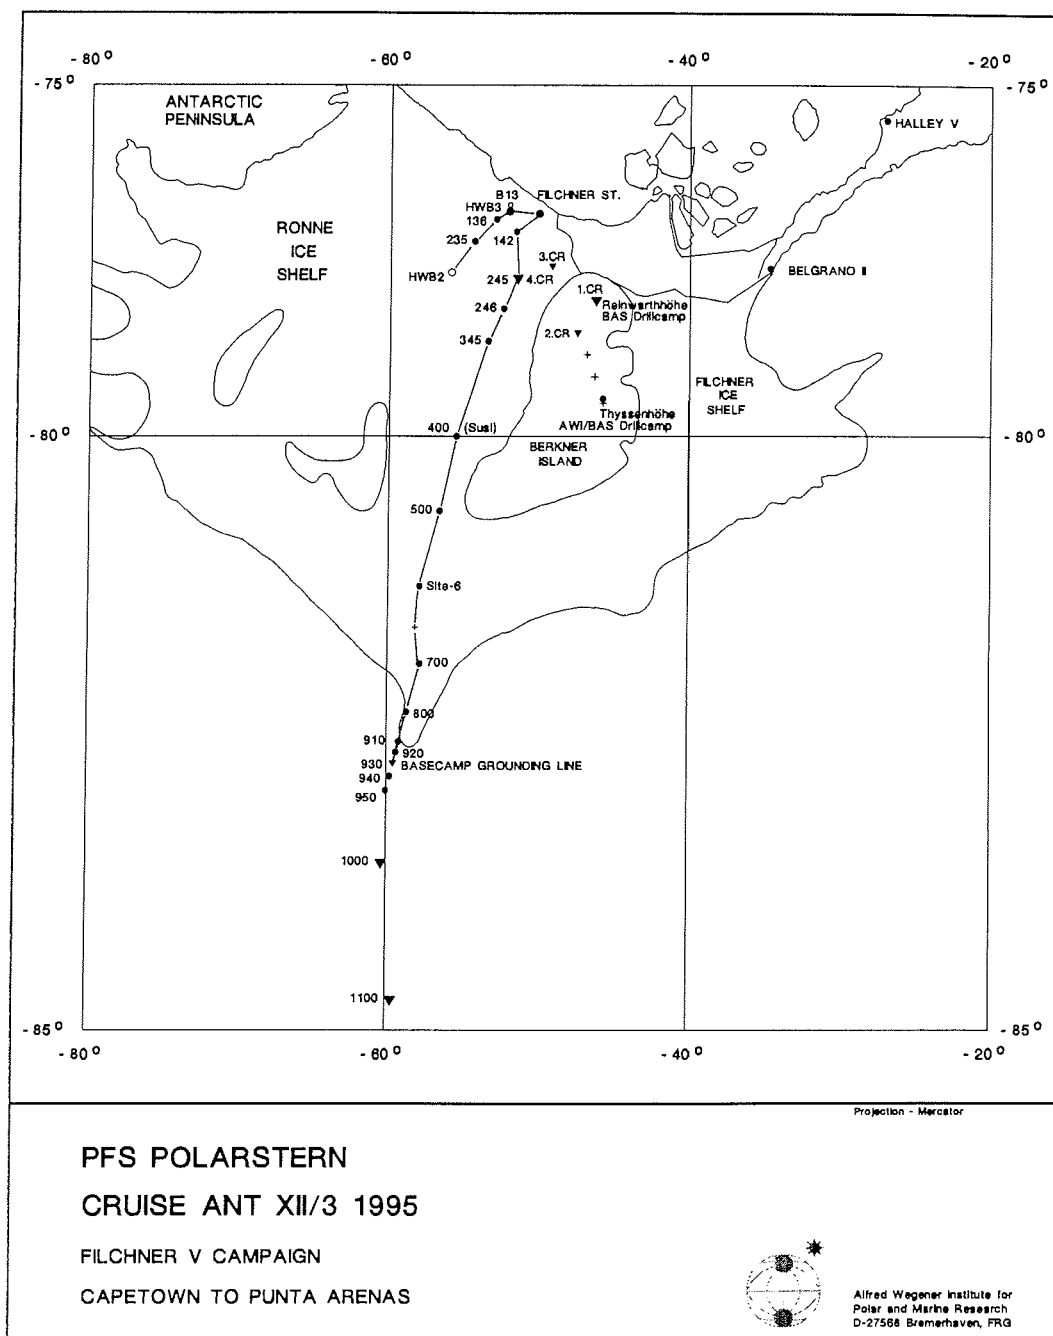 - 80 º
- 60 º
- 40 º
- 20 º
- 75 º
- 75 º
ANTARCTIC
PENINSULA
HALLEY V
B13
FILCHNER ST.
HWB3
136
RONNE
ICE
SHELF
235
142
3.CR
HWB2
245
4.CR
BELGRANO II
1.CR
Reinwarthhöhe
BAS Drillcamp
246
2.CR
345
FILCHNER
ICE
SHELF
Thyssenhöhe
AWI/BAS Drillcamp
- 80 º
400
(Susi)
- 80 º
BERKNER
ISLAND
500
Site-6
700
800
910
920
930
BASECAMP GROUNDING LINE
940
950
1000
1100
- 85 º
- 85 º
- 80 º
- 60 º
- 40 º
- 20 º
Projection - Mercator
PFS POLARSTERN
CRUISE ANT XII/3 1995
FILCHNER V CAMPAIGN
CAPETOWN TO PUNTA ARENAS
Alfred Wegener Institute for
Polar and Marine Research
D-27568 Bremerhaven, FRG